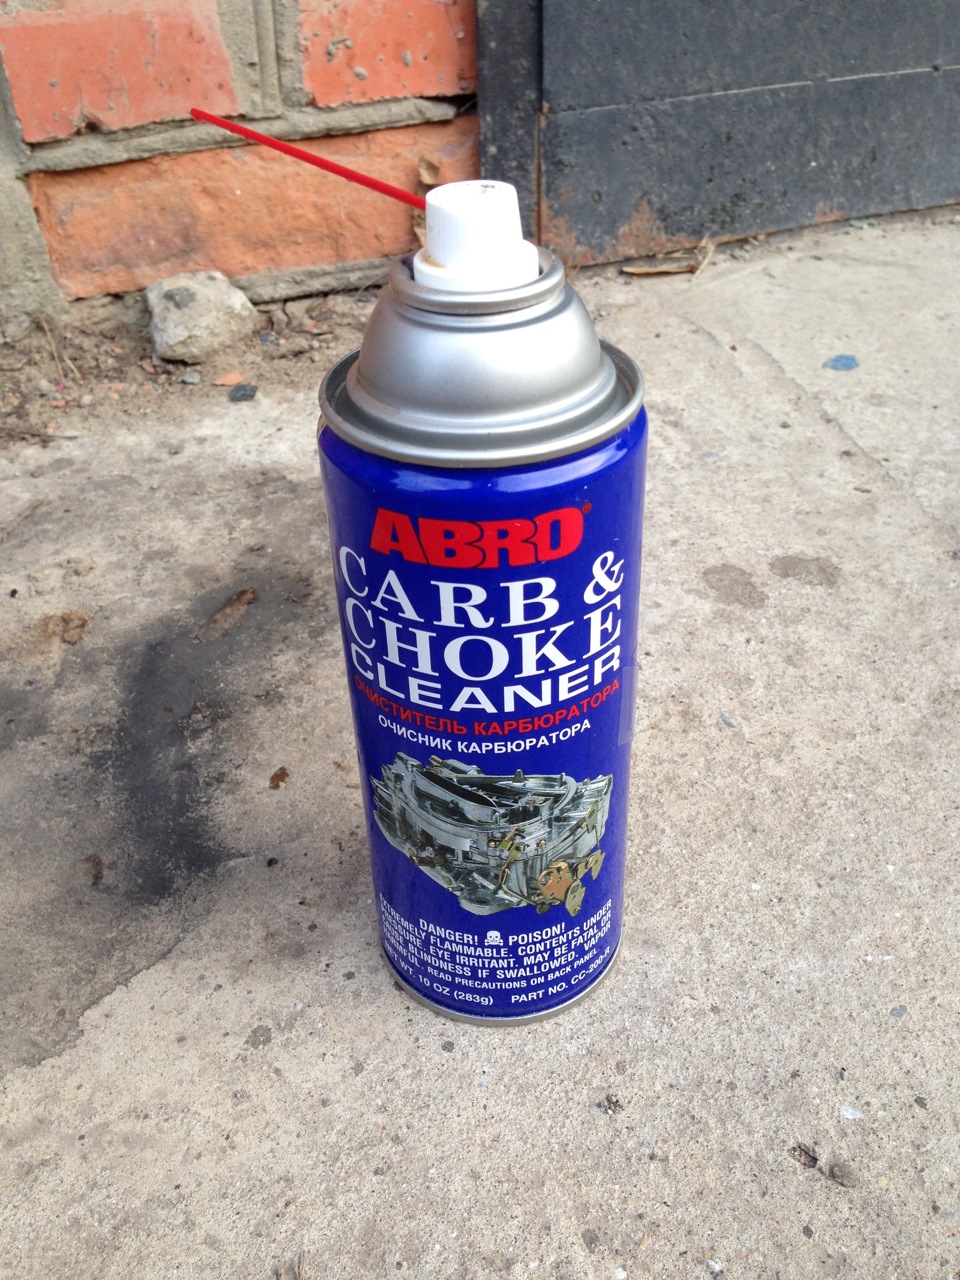 ABRO®
CARB &
CHOKE
CLEANER
ОЧИСТИТЕЛЬ КАРБЮРАТОРА
ОЧИСНИК КАРБЮРАТОРА
DANGER! POISON!
EXTREMELY FLAMMABLE. CONTENTS UNDER
PRESSURE. EYE IRRITANT. MAY BE FATAL OR
CAUSE BLINDNESS IF SWALLOWED. VAPOR
HARMFUL. READ PRECAUTIONS ON BACK PANEL.
NET WT. 10 OZ (283g) PART NO. CC-200-R